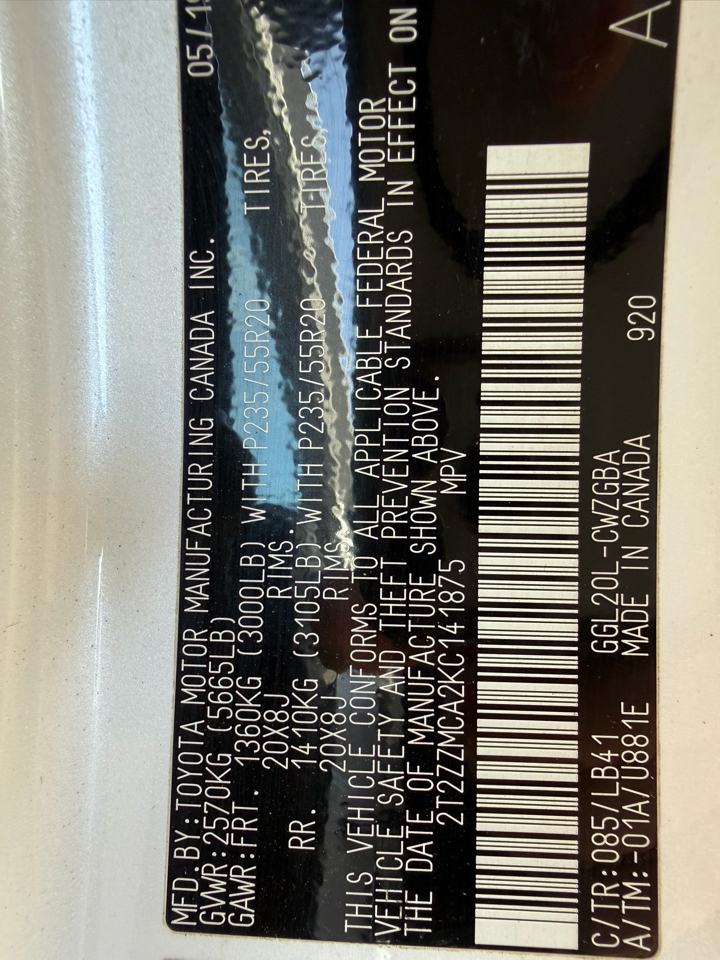 MFD.BY:TOYOTA MOTOR MANUFACTURING CANADA INC. 05/19
GVWR:2570KG (5665LB)
GAWR:FRT. 1360KG (3000LB) WITH P235/55R20 TIRES,
20X8J RIMS.
RR. 1410KG (3105LB) WITH P235/55R20 TIRES,
20X8J RIMS.
THIS VEHICLE CONFORMS TO ALL APPLICABLE FEDERAL MOTOR
VEHICLE SAFETY AND THEFT PREVENTION STANDARDS IN EFFECT ON
THE DATE OF MANUFACTURE SHOWN ABOVE.
2T2ZZMCA2KC141875 MPV
C/TR:085/LB41 GGL20L-CWZGBA
A/TM:-01A/U881E MADE IN CANADA 920 A